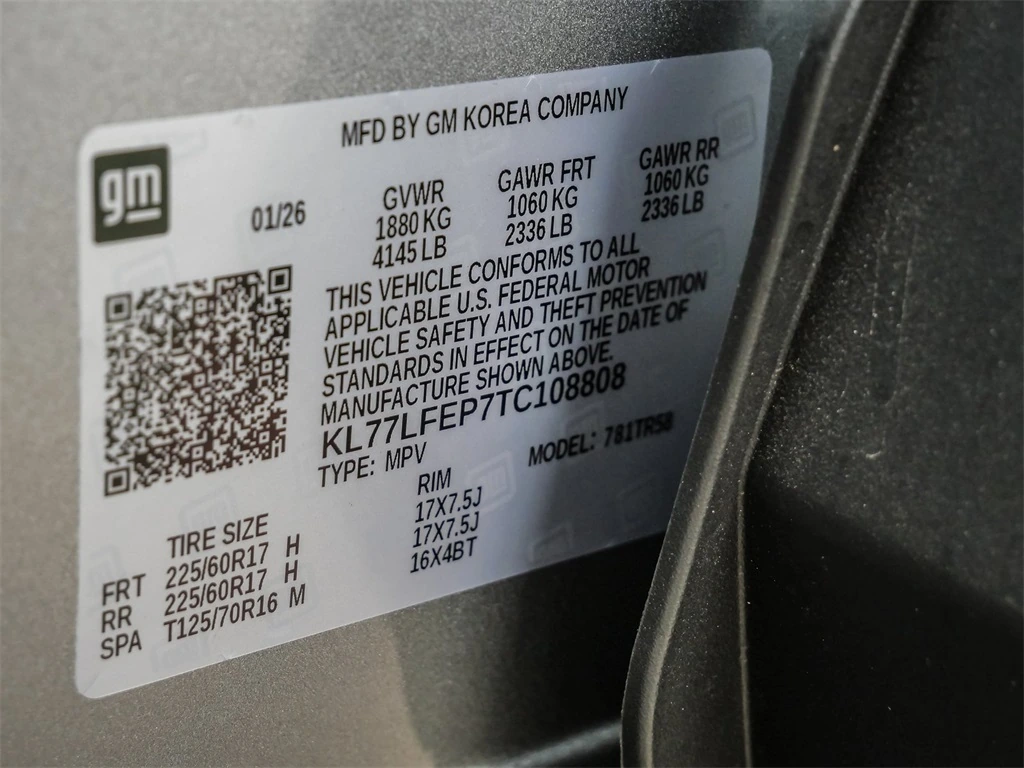 MFD BY GM KOREA COMPANY
gm
01/26
GVWR
1880 KG
4145 LB
GAWR FRT
1060 KG
2336 LB
GAWR RR
1060 KG
2336 LB
THIS VEHICLE CONFORMS TO ALL
APPLICABLE U.S. FEDERAL MOTOR
VEHICLE SAFETY AND THEFT PREVENTION
STANDARDS IN EFFECT ON THE DATE OF
MANUFACTURE SHOWN ABOVE.
KL77LFEP7TC108808
TYPE: MPV MODEL: 781TR58
TIRE SIZE RIM
FRT 225/60R17 H 17X7.5J
RR 225/60R17 H 17X7.5J
SPA T125/70R16 M 16X4BT